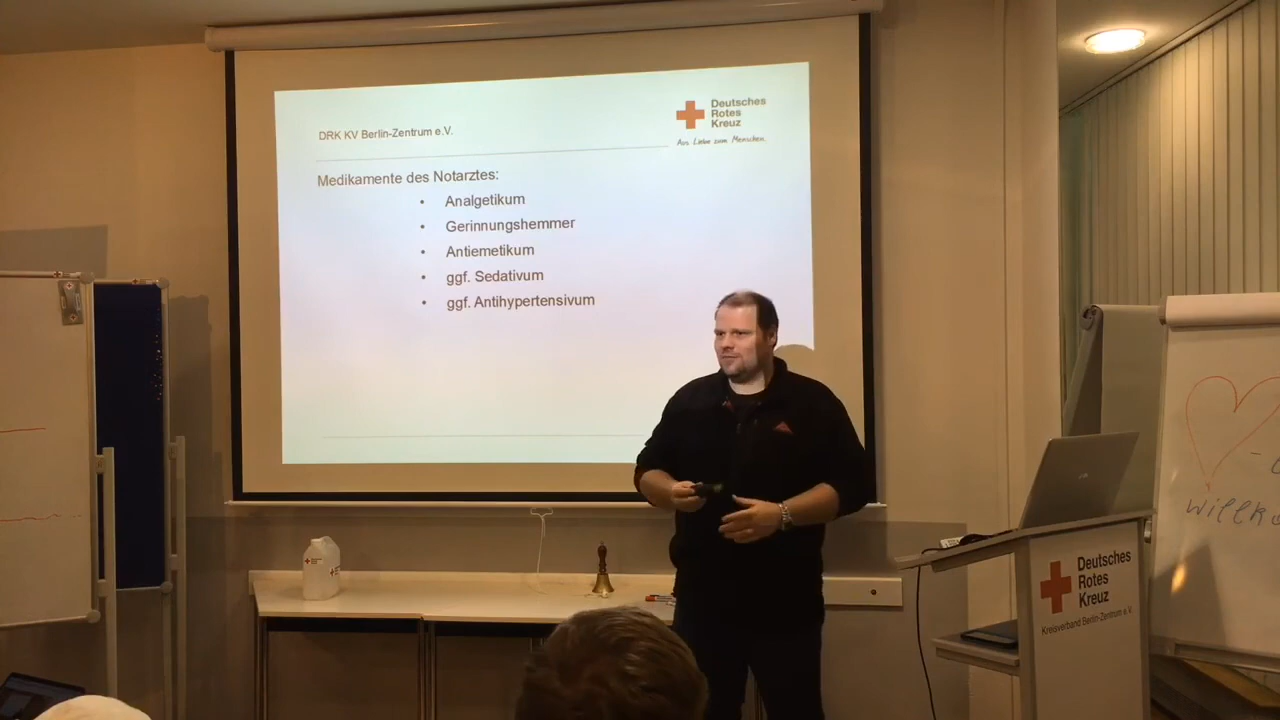 DRK KV Berlin-Zentrum e.V.
Deutsches
Rotes
Kreuz
Aus Liebe zum Menschen.
Medikamente des Notarztes:
• Analgetikum
• Gerinnungshemmer
• Antiemetikum
• ggf. Sedativum
• ggf. Antihypertensivum
Deutsches
Rotes
Kreuz
Kreisverband Berlin-Zentrum e.V.